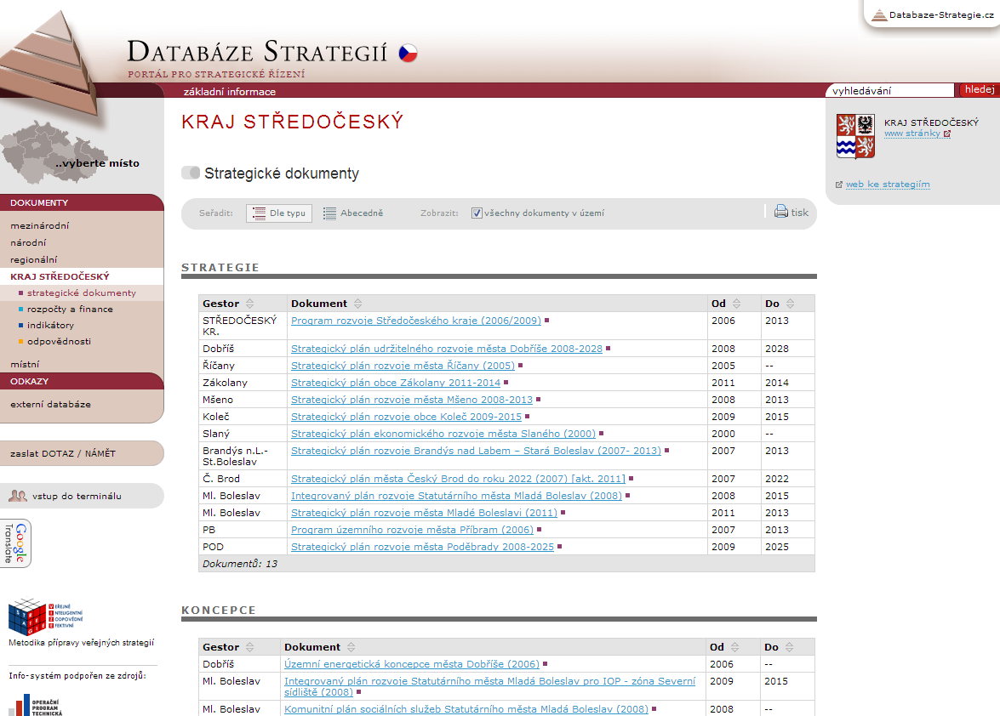 Databaze-Strategie.cz
DATABÁZE STRATEGIÍ
PORTÁL PRO STRATEGICKÉ ŘÍZENÍ
základní informace
vyhledávání
hledej
KRAJ STŘEDOČESKÝ
KRAJ STŘEDOČESKÝ
www stránky
web ke strategiím
..vyberte místo
DOKUMENTY
mezinárodní
národní
regionální
KRAJ STŘEDOČESKÝ
strategické dokumenty
rozpočty a finance
indikátory
odpovědnosti
místní
ODKAZY
externí databáze
zaslat DOTAZ / NÁMĚT
vstup do terminálu
Google
Translate
STRATEGIE
VEŘEJNÉ
INTELIGENTNÍ
ODPOVĚDNÉ
EFEKTIVNÍ
Metodika přípravy veřejných strategií
Info-systém podpořen ze zdrojů:
OPERAČNÍ
PROGRAM
TECHNICKÁ
Strategické dokumenty
Seřadit: Dle typu Abecedně Zobrazit: všechny dokumenty v území tisk
STRATEGIE
Gestor Dokument Od Do
STŘEDOČESKÝ KR. Program rozvoje Středočeského kraje (2006/2009) 2006 2013
Dobříš Strategický plán udržitelného rozvoje města Dobříše 2008-2028 2008 2028
Říčany Strategický plán rozvoje města Říčany (2005) 2005 --
Zákolany Strategický plán obce Zákolany 2011-2014 2011 2014
Mšeno Strategický plán rozvoje města Mšeno 2008-2013 2008 2013
Koleč Strategický plán rozvoje obce Koleč 2009-2015 2009 2015
Slaný Strategický plán ekonomického rozvoje města Slaného (2000) 2000 --
Brandýs n.L.-St.Boleslav Strategický plán rozvoje Brandýs nad Labem – Stará Boleslav (2007- 2013) 2007 2013
Č. Brod Strategický plán města Český Brod do roku 2022 (2007) [akt. 2011] 2007 2022
Ml. Boleslav Integrovaný plán rozvoje Statutárního města Mladá Boleslav (2008) 2008 2015
Ml. Boleslav Strategický plán rozvoje města Mladé Boleslavi (2011) 2011 2013
PB Program územního rozvoje města Příbram (2006) 2007 2013
POD Strategický plán rozvoje města Poděbrady 2008-2025 2009 2025
Dokumentů: 13
KONCEPCE
Gestor Dokument Od Do
Dobříš Územní energetická koncepce města Dobříše (2006) 2006 --
Ml. Boleslav Integrovaný plán rozvoje Statutárního města Mladá Boleslav pro IOP - zóna Severní sídliště (2008) 2009 2015
Ml. Boleslav Komunitní plán sociálních služeb Statutárního města Mladá Boleslav (2008) 2008 --